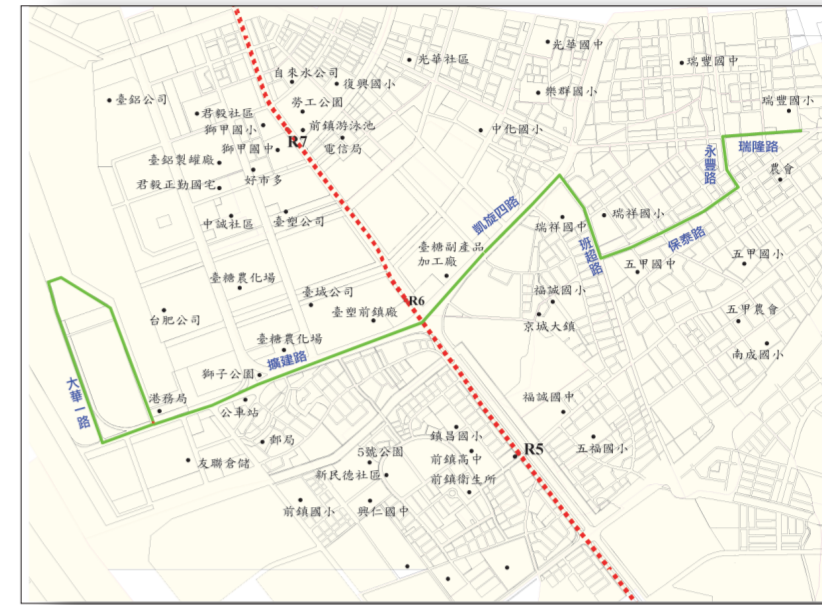 光華國中
光華社區
瑞豐國中
自來水公司
復興國小
樂群國小
臺鋁公司
瑞豐國小
勞工公園
君毅社區
獅甲國小
前鎮游泳池
中化國小
R7
電信局
獅甲國中
永豐路
瑞隆路
臺鋁製罐廠
農會
君毅正勤國宅
好市多
中誠社區
臺塑公司
凱旋四路
瑞祥國中
瑞祥國小
班超路
保泰路
臺糖副產品
加工廠
五甲國小
五甲國中
臺糖農化場
臺城公司
福誠國小
R6
台肥公司
臺塑前鎮廠
京城大鎮
五甲農會
臺糖農化場
南成國小
擴建路
獅子公園
大華一路
港務局
公車站
福誠國中
鎮昌國小
郵局
5號公園
前鎮高中
R5
五福國小
友聯倉儲
新民德社區
前鎮衛生所
前鎮國小
興仁國中